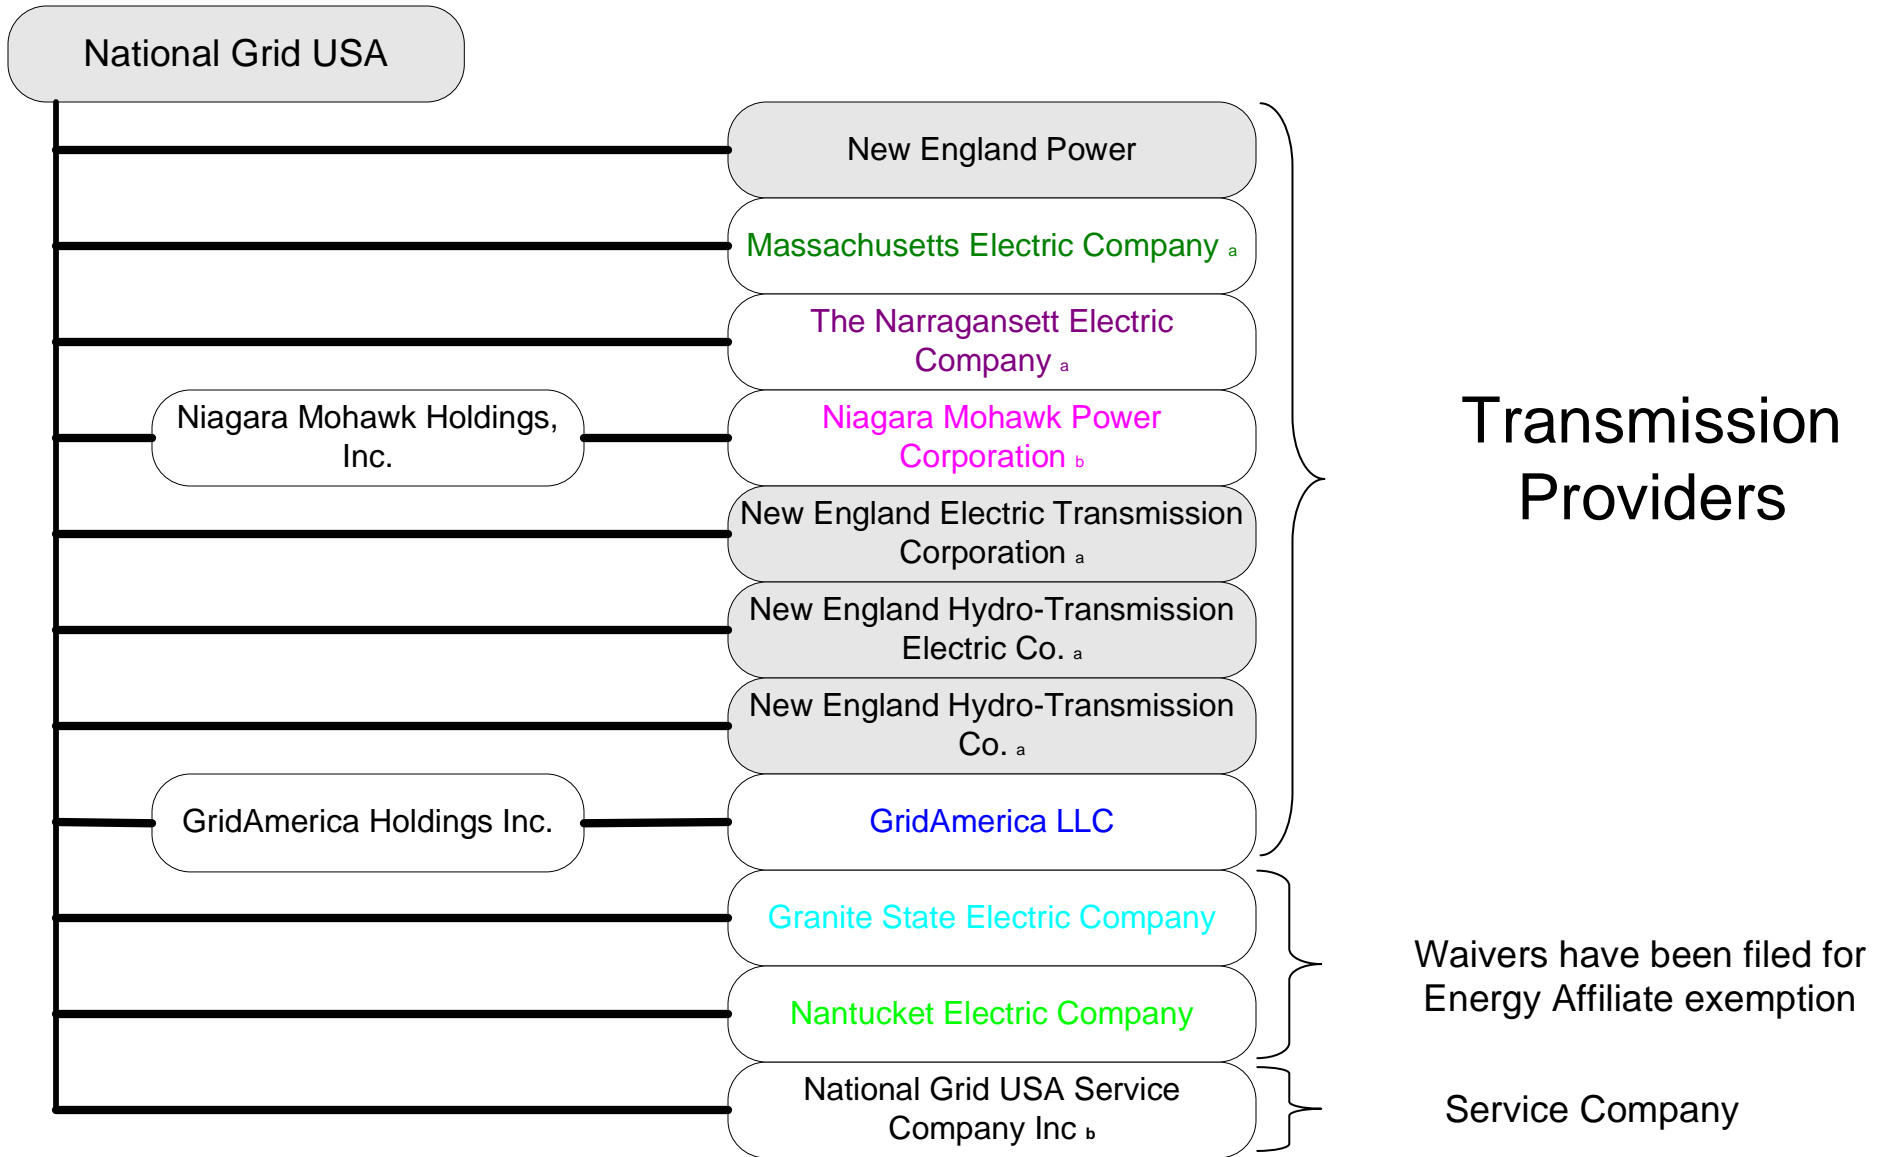 National Grid USA
New England Power
Massachusetts Electric Company a
The Narragansett Electric
Company a
Niagara Mohawk Holdings,
Inc.
Niagara Mohawk Power
Corporation b
Transmission
Providers
New England Electric Transmission
Corporation a
New England Hydro-Transmission
Electric Co. a
New England Hydro-Transmission
Co. a
GridAmerica Holdings Inc.
GridAmerica LLC
Granite State Electric Company
Nantucket Electric Company
Waivers have been filed for
Energy Affiliate exemption
National Grid USA Service
Company Inc b
Service Company